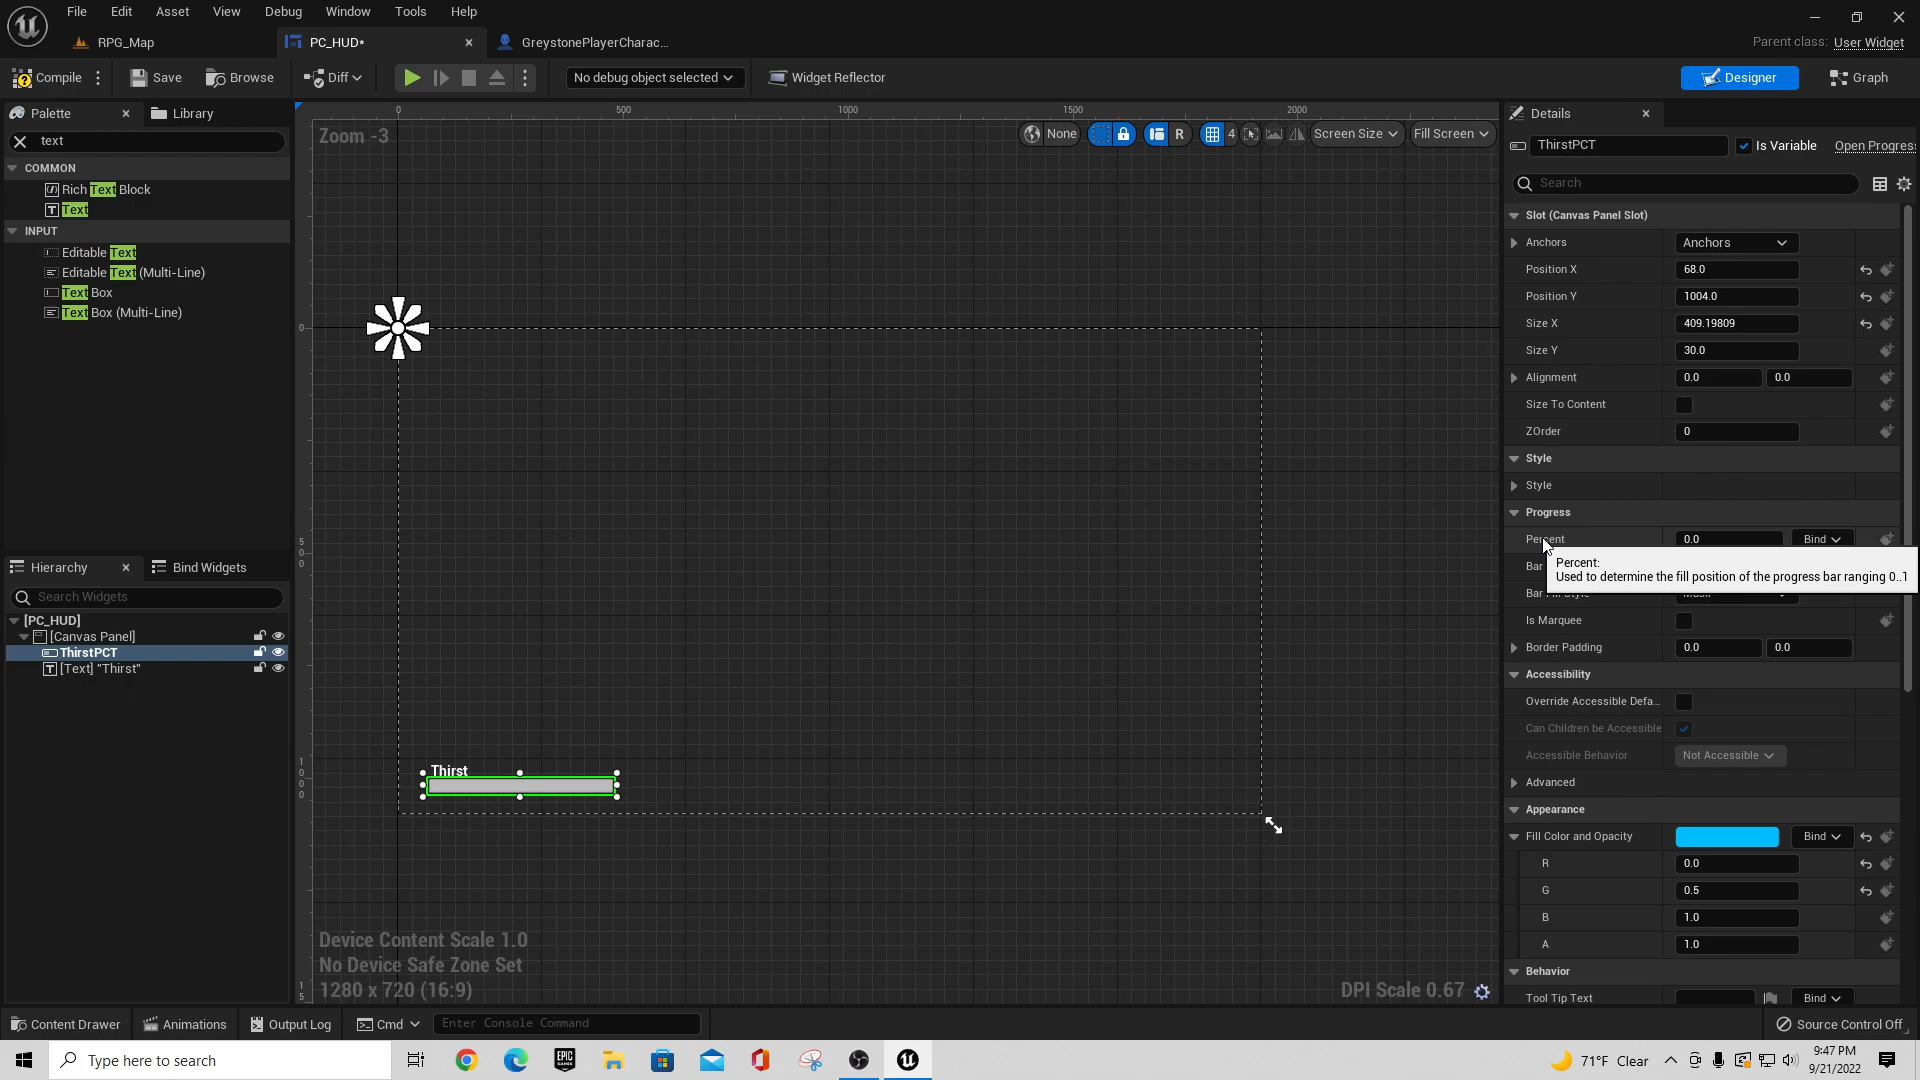 File Edit Asset View Debug Window Tools Help
RPG_Map
PC_HUD*
GreystonePlayerCharac...
Parent class: User Widget
Compile
Save
Browse
Diff
No debug object selected
Widget Reflector
Designer
Graph
Palette
Library
text
COMMON
Rich Text Block
Text
INPUT
Editable Text
Editable Text (Multi-Line)
Text Box
Text Box (Multi-Line)
Hierarchy
Bind Widgets
Search Widgets
[PC_HUD]
[Canvas Panel]
ThirstPCT
[Text] "Thirst"
0 500 1000 1500 2000
Zoom -3
None
R
4
Screen Size
Fill Screen
0
500
1000
15
Thirst
Device Content Scale 1.0
No Device Safe Zone Set
1280 x 720 (16:9)
DPI Scale 0.67
Details
ThirstPCT
Is Variable
Open Progress
Search
Slot (Canvas Panel Slot)
Anchors Anchors
Position X 68.0
Position Y 1004.0
Size X 409.19809
Size Y 30.0
Alignment 0.0 0.0
Size To Content
ZOrder 0
Style
Style
Progress
Percent 0.0 Bind
Percent:
Used to determine the fill position of the progress bar ranging 0..1
Bar
Is Marquee
Border Padding 0.0 0.0
Accessibility
Override Accessible Defa...
Can Children be Accessible
Accessible Behavior Not Accessible
Advanced
Appearance
Fill Color and Opacity Bind
R 0.0
G 0.5
B 1.0
A 1.0
Behavior
Tool Tip Text Bind
Content Drawer
Animations
Output Log
Cmd
Enter Console Command
Source Control Off
Type here to search
EPIC GAMES
71°F Clear
9:47 PM
9/21/2022